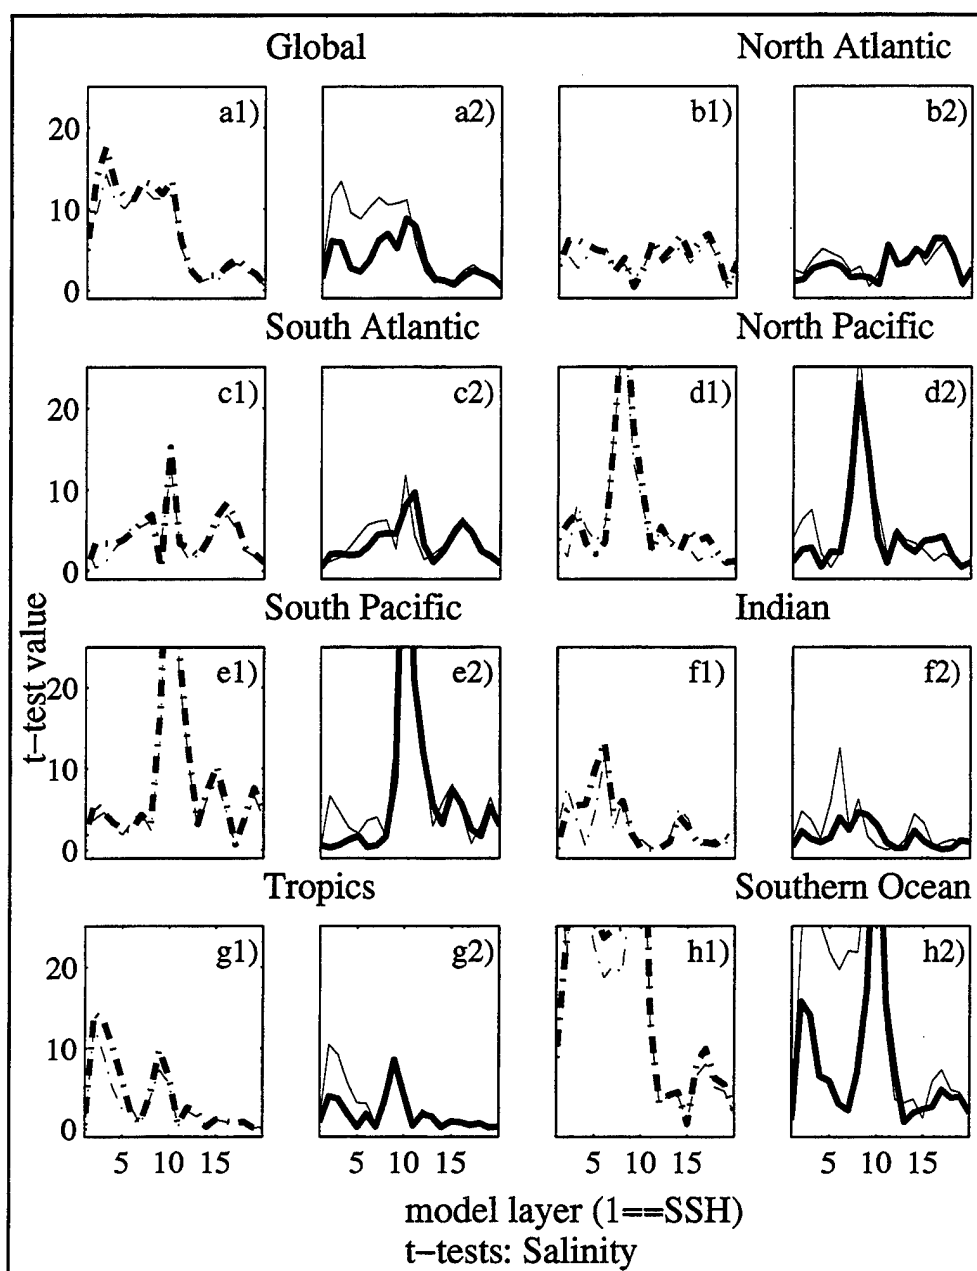 Global North Atlantic
a1) a2) b1) b2)
20
10
0
South Atlantic North Pacific
c1) c2) d1) d2)
20
10
0
South Pacific Indian
t-test value
e1) e2) f1) f2)
20
10
0
Tropics Southern Ocean
g1) g2) h1) h2)
20
10
0
5 10 15 5 10 15 5 10 15 5 10 15
model layer (1==SSH)
t-tests: Salinity